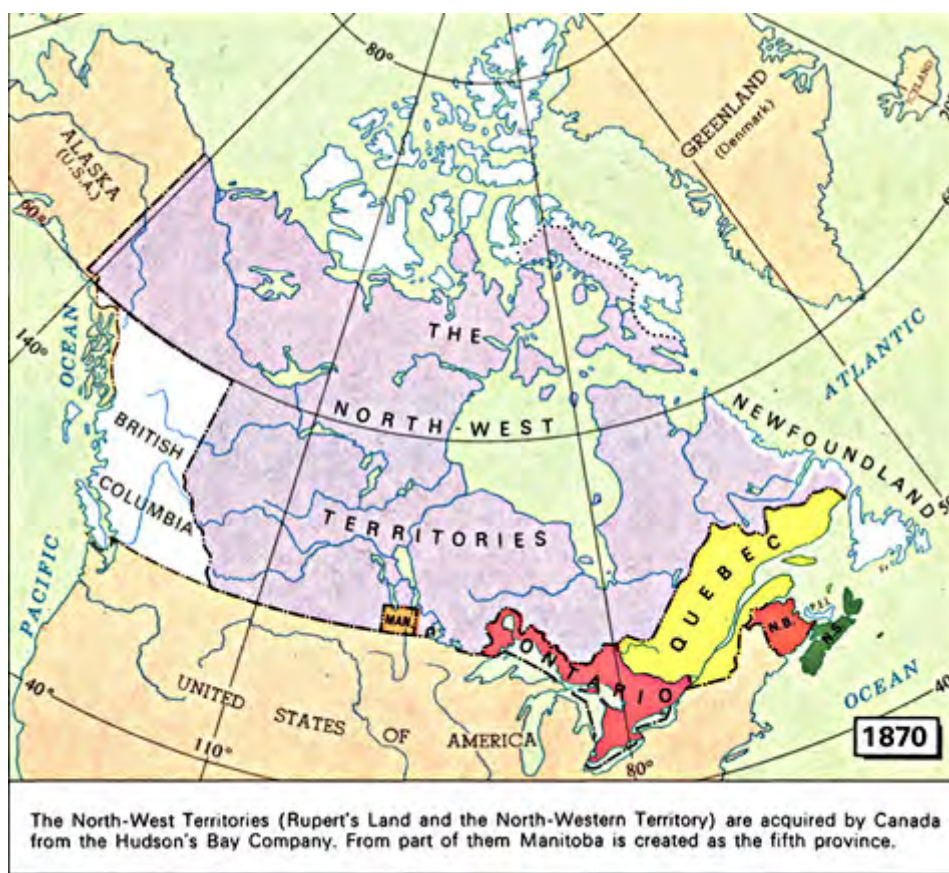 80°
GREENLAND
(Denmark)
ICELAND
ALASKA
(U.S.A.)
60°
140°
OCEAN
PACIFIC
THE
NORTH-WEST
TERRITORIES
BRITISH
COLUMBIA
ATLANTIC
OCEAN
NEWFOUNDLAND
QUEBEC
ONTARIO
MAN.
N.B.
P.E.I.
N.S.
UNITED STATES OF AMERICA
40°
110°
80°
1870
The North-West Territories (Rupert's Land and the North-Western Territory) are acquired by Canada
from the Hudson's Bay Company. From part of them Manitoba is created as the fifth province.